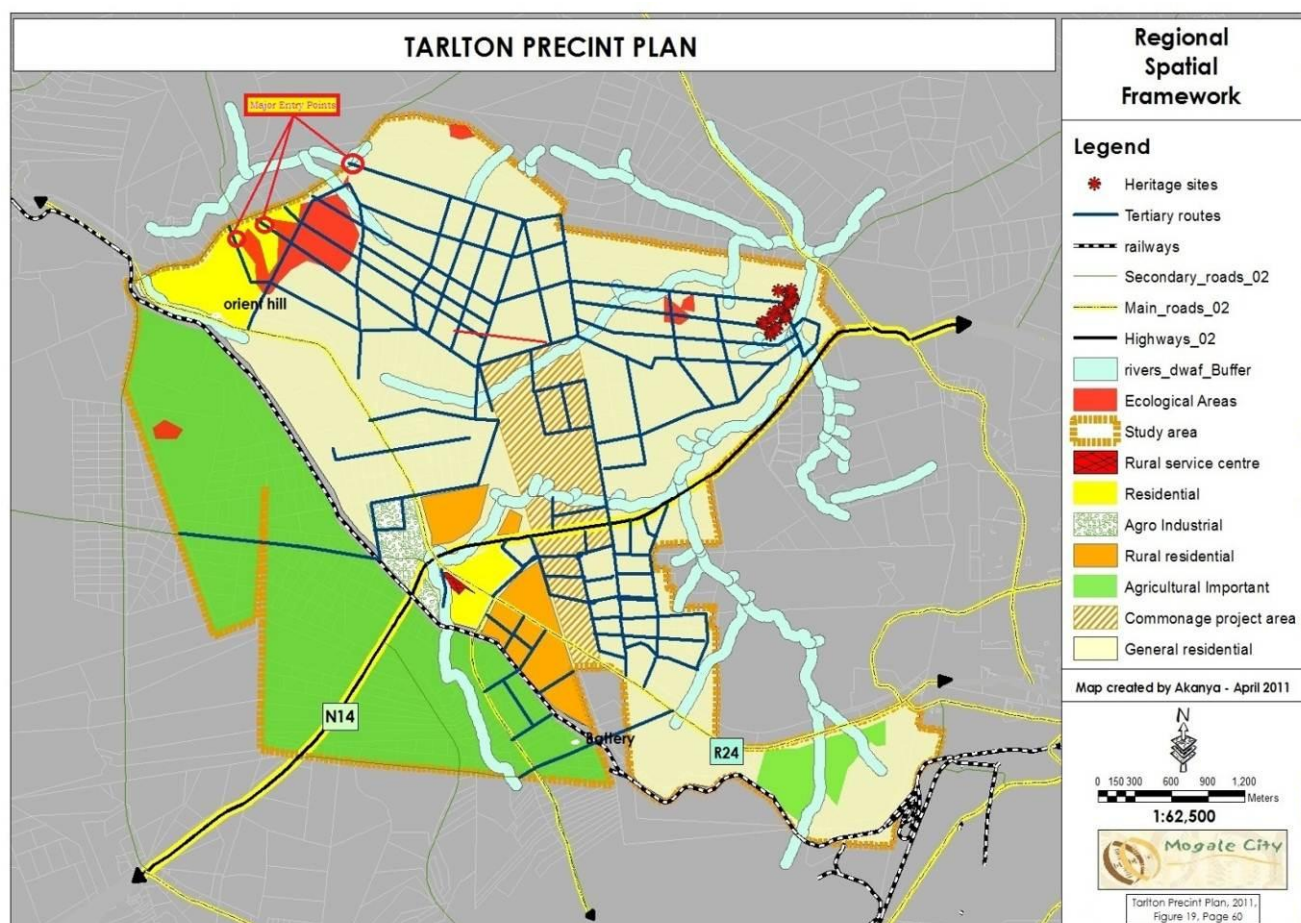 TARLTON PRECINT PLAN
Regional
Spatial
Framework
Major Entry Points
orient hill
N14
Battery
R24
Legend
Heritage sites
Tertiary routes
railways
Secondary_roads_02
Main_roads_02
Highways_02
rivers_dwaf_Buffer
Ecological Areas
Study area
Rural service centre
Residential
Agro Industrial
Rural residential
Agricultural Important
Commonage project area
General residential
Map created by Akanya - April 2011
N
0 150 300 600 900 1,200
Meters
1:62,500
Mogale City
Tarlton Precint Plan, 2011,
Figure 19, Page 60